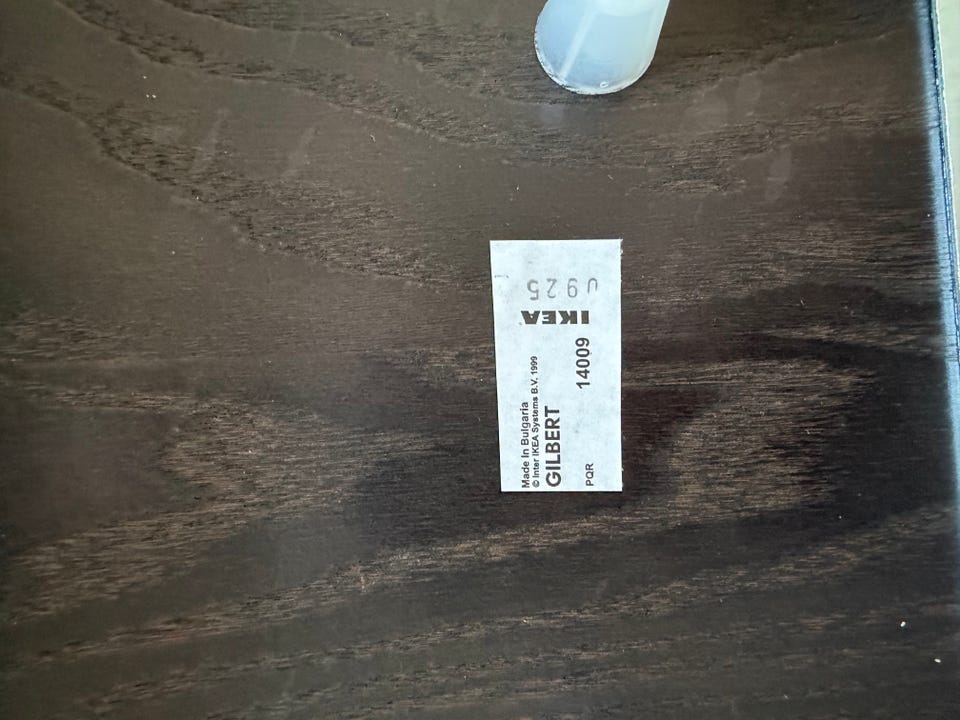 Made In Bulgaria
© Inter IKEA Systems B.V. 1999
GILBERT
14009
PQR
IKEA
0925